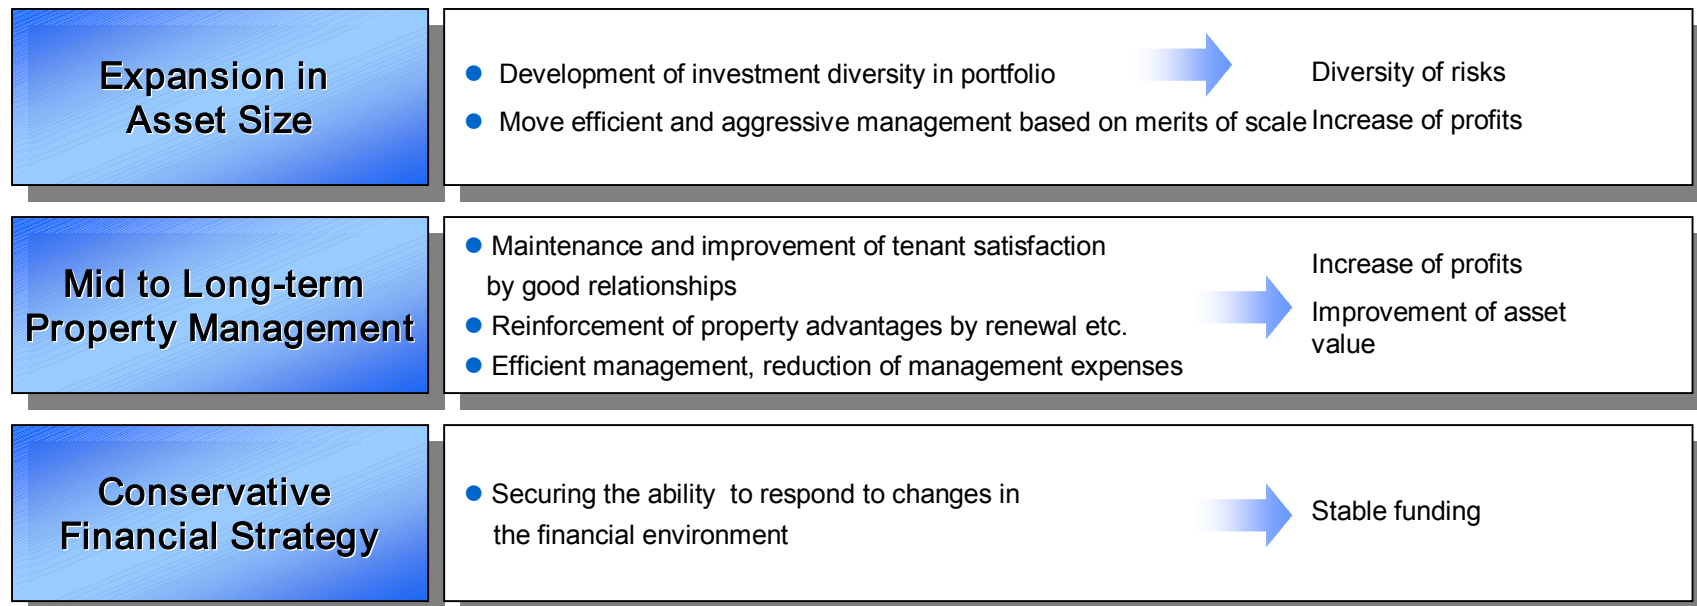 Expansion in
Asset Size
● Development of investment diversity in portfolio
Diversity of risks
● Move efficient and aggressive management based on merits of scale
Increase of profits
Mid to Long-term
Property Management
● Maintenance and improvement of tenant satisfaction
by good relationships
● Reinforcement of property advantages by renewal etc.
● Efficient management, reduction of management expenses
Increase of profits
Improvement of asset
value
Conservative
Financial Strategy
● Securing the ability to respond to changes in
the financial environment
Stable funding